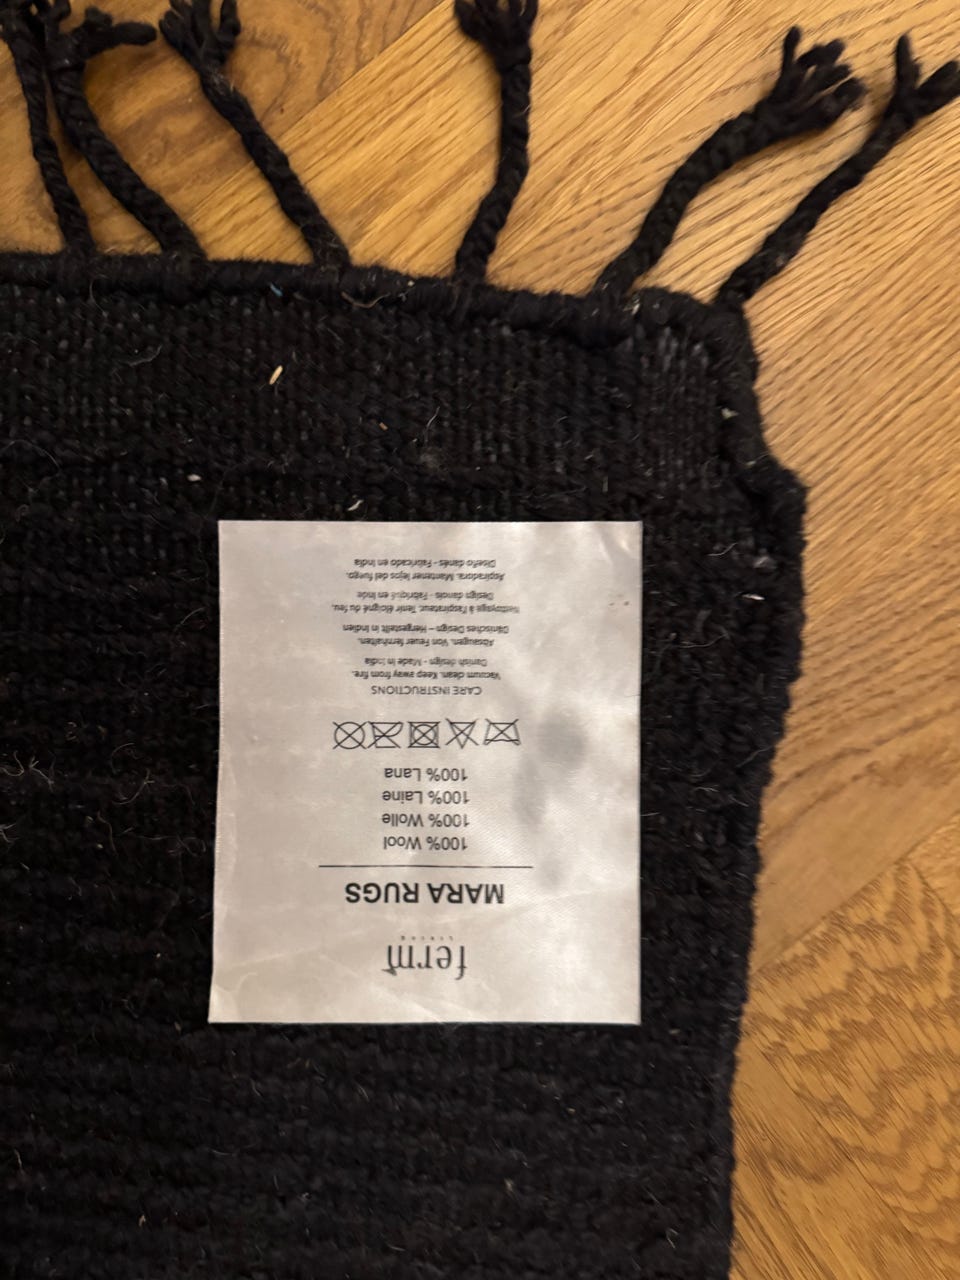 ferm
LIVING
MARA RUGS
100% Wool
100% Wolle
100% Laine
100% Lana
CARE INSTRUCTIONS
Vacuum clean. Keep away from fire.
Danish design - Made in India
Absaugen. Von Feuer fernhalten.
Dänisches Design – Hergestellt in Indien
Nettoyage à l'aspirateur. Tenir éloigné du feu.
Design danois - Fabriqué en Inde
Aspiradora. Mantener lejos del fuego.
Diseño danés - Fabricado en India